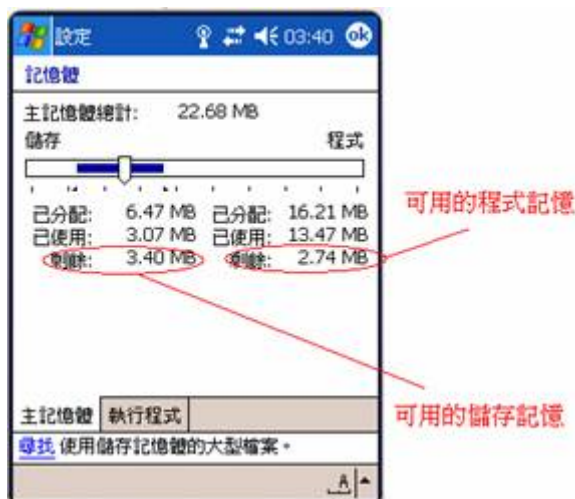 設定 03:40 ok
記憶體
主記憶體總計: 22.68 MB
儲存 程式
已分配: 6.47 MB 已分配: 16.21 MB
已使用: 3.07 MB 已使用: 13.47 MB
剩餘: 3.40 MB 剩餘: 2.74 MB
可用的程式記憶
可用的儲存記憶
主記憶體 執行程式
尋找 使用儲存記憶體的大型檔案。
A